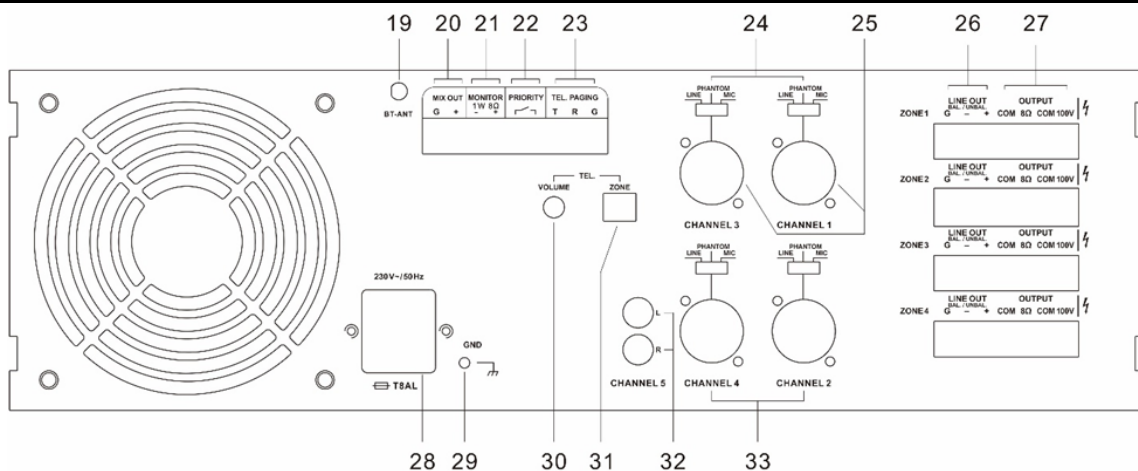 19 20 21 22 23 24 25 26 27
BT-ANT
MIX OUT MONITOR PRIORITY TEL. PAGING
1W 8Ω
G + - + T R G
TEL.
VOLUME ZONE
LINE PHANTOM MIC
LINE PHANTOM MIC
CHANNEL 3 CHANNEL 1
LINE PHANTOM MIC
LINE PHANTOM MIC
L
R
CHANNEL 5 CHANNEL 4 CHANNEL 2
LINE OUT OUTPUT
BAL. / UNBAL.
ZONE1 G − + COM 8Ω COM 100V
LINE OUT OUTPUT
BAL. / UNBAL.
ZONE2 G − + COM 8Ω COM 100V
LINE OUT OUTPUT
BAL. / UNBAL.
ZONE3 G − + COM 8Ω COM 100V
LINE OUT OUTPUT
BAL. / UNBAL.
ZONE4 G − + COM 8Ω COM 100V
230V~/50Hz
GND
T8AL
28 29 30 31 32 33